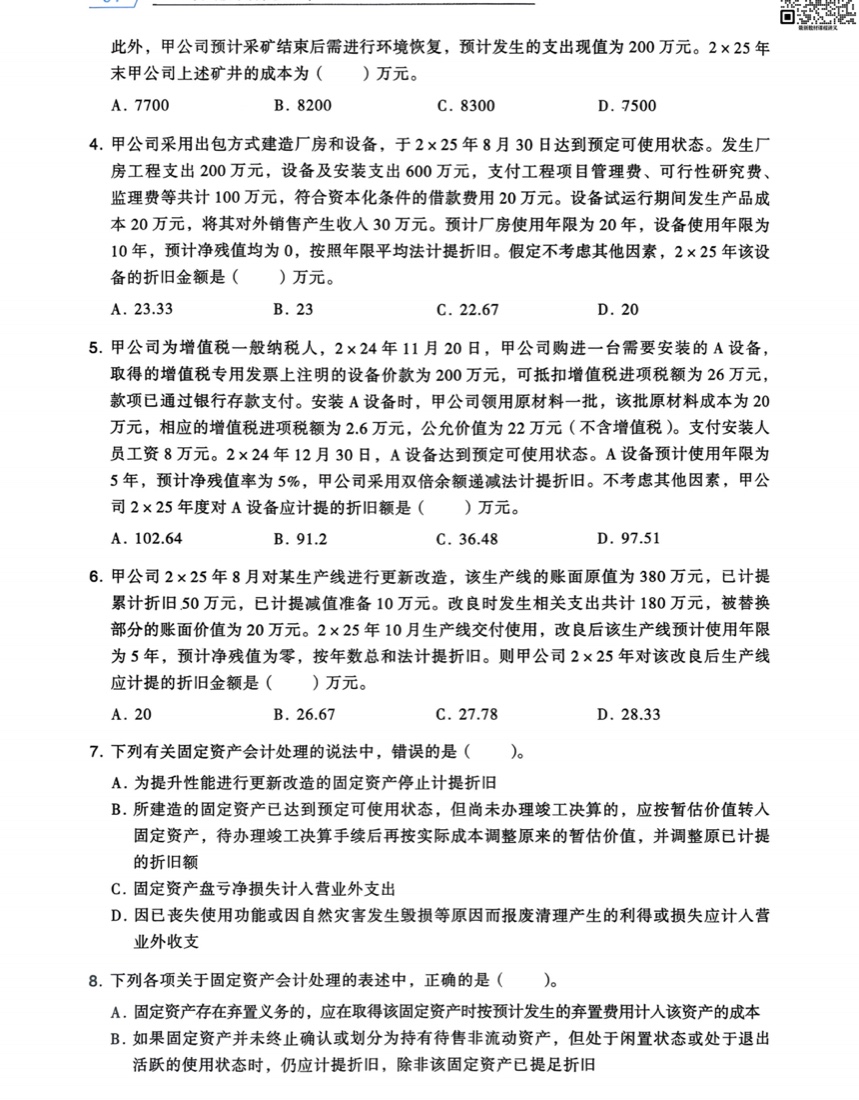 此外，甲公司预计采矿结束后需进行环境恢复，预计发生的支出现值为 200 万元。2×25 年
末甲公司上述矿井的成本为（　　）万元。
A. 7700　B. 8200　C. 8300　D. 7500
4. 甲公司采用出包方式建造厂房和设备，于 2×25 年 8 月 30 日达到预定可使用状态。发生厂
房工程支出 200 万元，设备及安装支出 600 万元，支付工程项目管理费、可行性研究费、
监理费等共计 100 万元，符合资本化条件的借款费用 20 万元。设备试运行期间发生产品成
本 20 万元，将其对外销售产生收入 30 万元。预计厂房使用年限为 20 年，设备使用年限为
10 年，预计净残值均为 0，按照年限平均法计提折旧。假定不考虑其他因素，2×25 年该设
备的折旧金额是（　　）万元。
A. 23.33　B. 23　C. 22.67　D. 20
5. 甲公司为增值税一般纳税人，2×24 年 11 月 20 日，甲公司购进一台需要安装的 A 设备，
取得的增值税专用发票上注明的设备价款为 200 万元，可抵扣增值税进项税额为 26 万元，
款项已通过银行存款支付。安装 A 设备时，甲公司领用原材料一批，该批原材料成本为 20
万元，相应的增值税进项税额为 2.6 万元，公允价值为 22 万元（不含增值税）。支付安装人
员工资 8 万元。2×24 年 12 月 30 日，A 设备达到预定可使用状态。A 设备预计使用年限为
5 年，预计净残值率为 5%，甲公司采用双倍余额递减法计提折旧。不考虑其他因素，甲公
司 2×25 年度对 A 设备应计提的折旧额是（　　）万元。
A. 102.64　B. 91.2　C. 36.48　D. 97.51
6. 甲公司 2×25 年 8 月对某生产线进行更新改造，该生产线的账面原值为 380 万元，已计提
累计折旧 50 万元，已计提减值准备 10 万元。改良时发生相关支出共计 180 万元，被替换
部分的账面价值为 20 万元。2×25 年 10 月生产线交付使用，改良后该生产线预计使用年限
为 5 年，预计净残值为零，按年数总和法计提折旧。则甲公司 2×25 年对该改良后生产线
应计提的折旧金额是（　　）万元。
A. 20　B. 26.67　C. 27.78　D. 28.33
7. 下列有关固定资产会计处理的说法中，错误的是（　　）。
A. 为提升性能进行更新改造的固定资产停止计提折旧
B. 所建造的固定资产已达到预定可使用状态，但尚未办理竣工决算的，应按暂估价值转入
固定资产，待办理竣工决算手续后再按实际成本调整原来的暂估价值，并调整原已计提
的折旧额
C. 固定资产盘亏净损失计入营业外支出
D. 因已丧失使用功能或因自然灾害发生毁损等原因而报废清理产生的利得或损失应计入营
业外收支
8. 下列各项关于固定资产会计处理的表述中，正确的是（　　）。
A. 固定资产存在弃置义务的，应在取得该固定资产时按预计发生的弃置费用计入该资产的成本
B. 如果固定资产并未终止确认或划分为持有待售非流动资产，但处于闲置状态或处于退出
活跃的使用状态时，仍应计提折旧，除非该固定资产已提足折旧